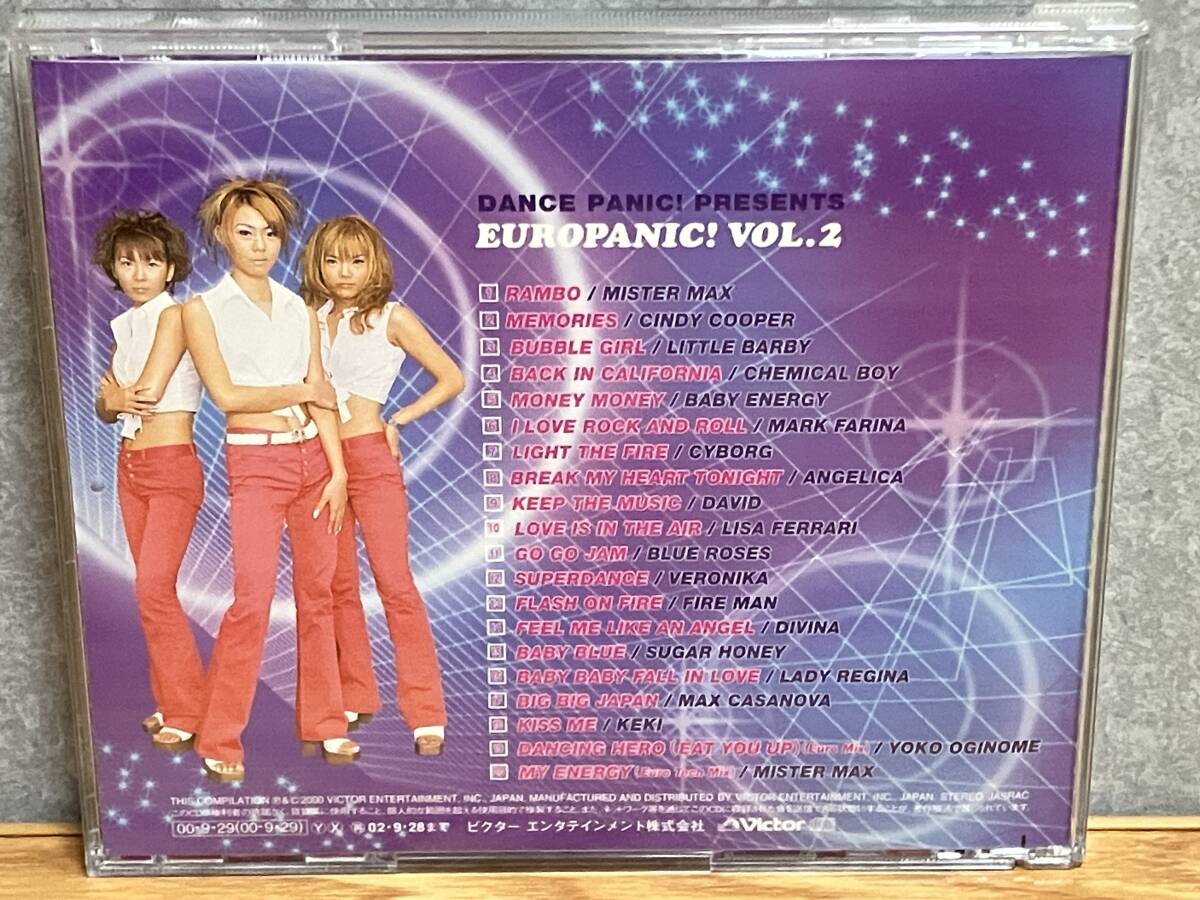 DANCE PANIC! PRESENTS
EUROPANIC! VOL.2
1 RAMBO / MISTER MAX
2 MEMORIES / CINDY COOPER
3 BUBBLE GIRL / LITTLE BARBY
4 BACK IN CALIFORNIA / CHEMICAL BOY
5 MONEY MONEY / BABY ENERGY
6 I LOVE ROCK AND ROLL / MARK FARINA
7 LIGHT THE FIRE / CYBORG
8 BREAK MY HEART TONIGHT / ANGELICA
9 KEEP THE MUSIC / DAVID
10 LOVE IS IN THE AIR / LISA FERRARI
11 GO GO JAM / BLUE ROSES
12 SUPERDANCE / VERONIKA
13 FLASH ON FIRE / FIRE MAN
14 FEEL ME LIKE AN ANGEL / DIVINA
15 BABY BLUE / SUGAR HONEY
16 BABY BABY FALL IN LOVE / LADY REGINA
17 BIG BIG JAPAN / MAX CASANOVA
18 KISS ME / KEKI
19 DANCING HERO (EAT YOU UP) (Euro Mix) / YOKO OGINOME
20 MY ENERGY (Euro Tech Mix) / MISTER MAX
THIS COMPILATION ℗&© 2000 VICTOR ENTERTAINMENT, INC., JAPAN. MANUFACTURED AND DISTRIBUTED BY VICTOR ENTERTAINMENT, INC., JAPAN. STEREO JASRAC
00・9・29(00・9・29) Y X 02・9・28まで ビクター エンタテインメント株式会社 Victor